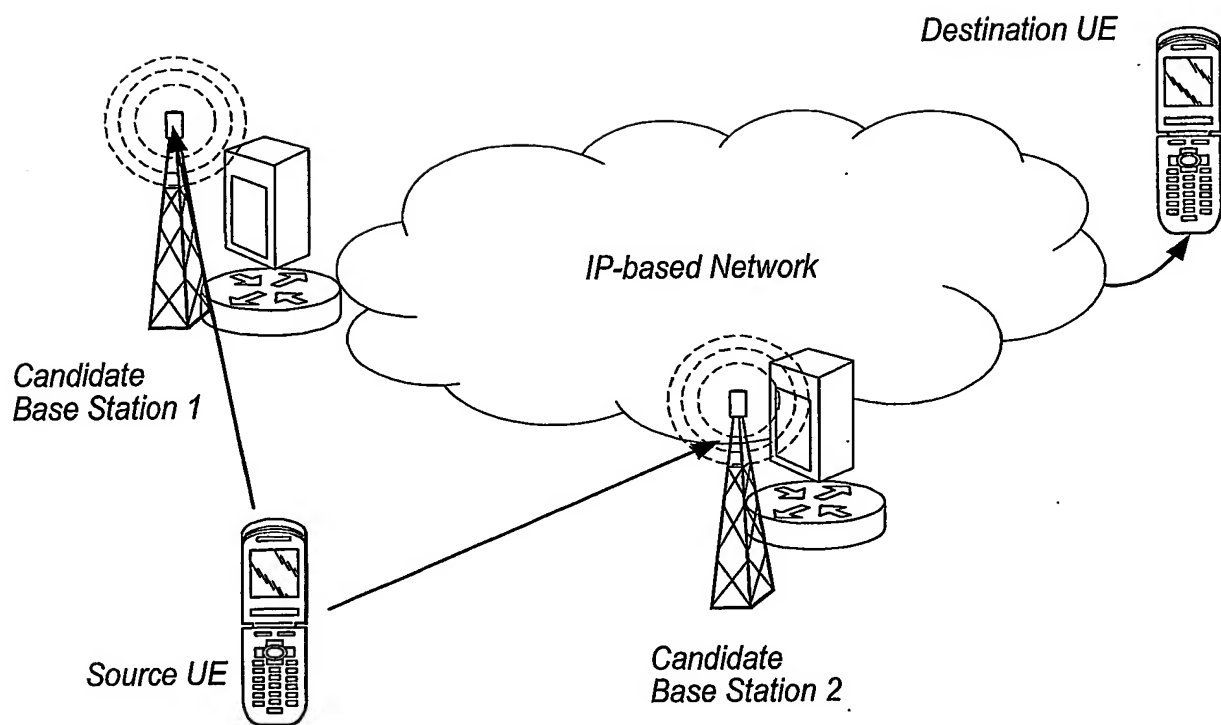 Destination UE
IP-based Network
Candidate
Base Station 1
Source UE
Candidate
Base Station 2